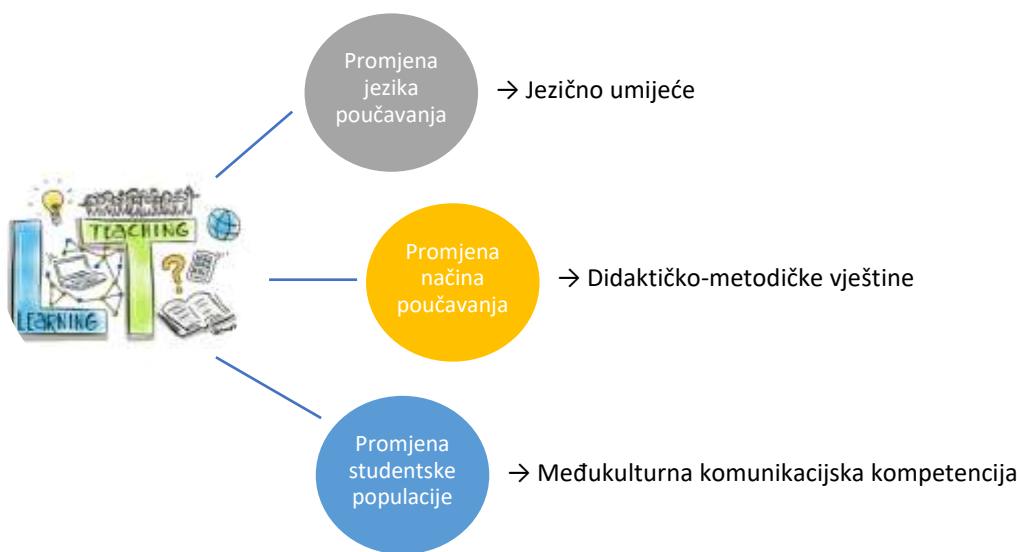 Promjena
jezika
poučavanja
→ Jezično umijeće
TEACHING
LEARNING
Promjena
načina
poučavanja
→ Didaktičko-metodičke vještine
Promjena
studentske
populacije
→ Međukulturna komunikacijska kompetencija